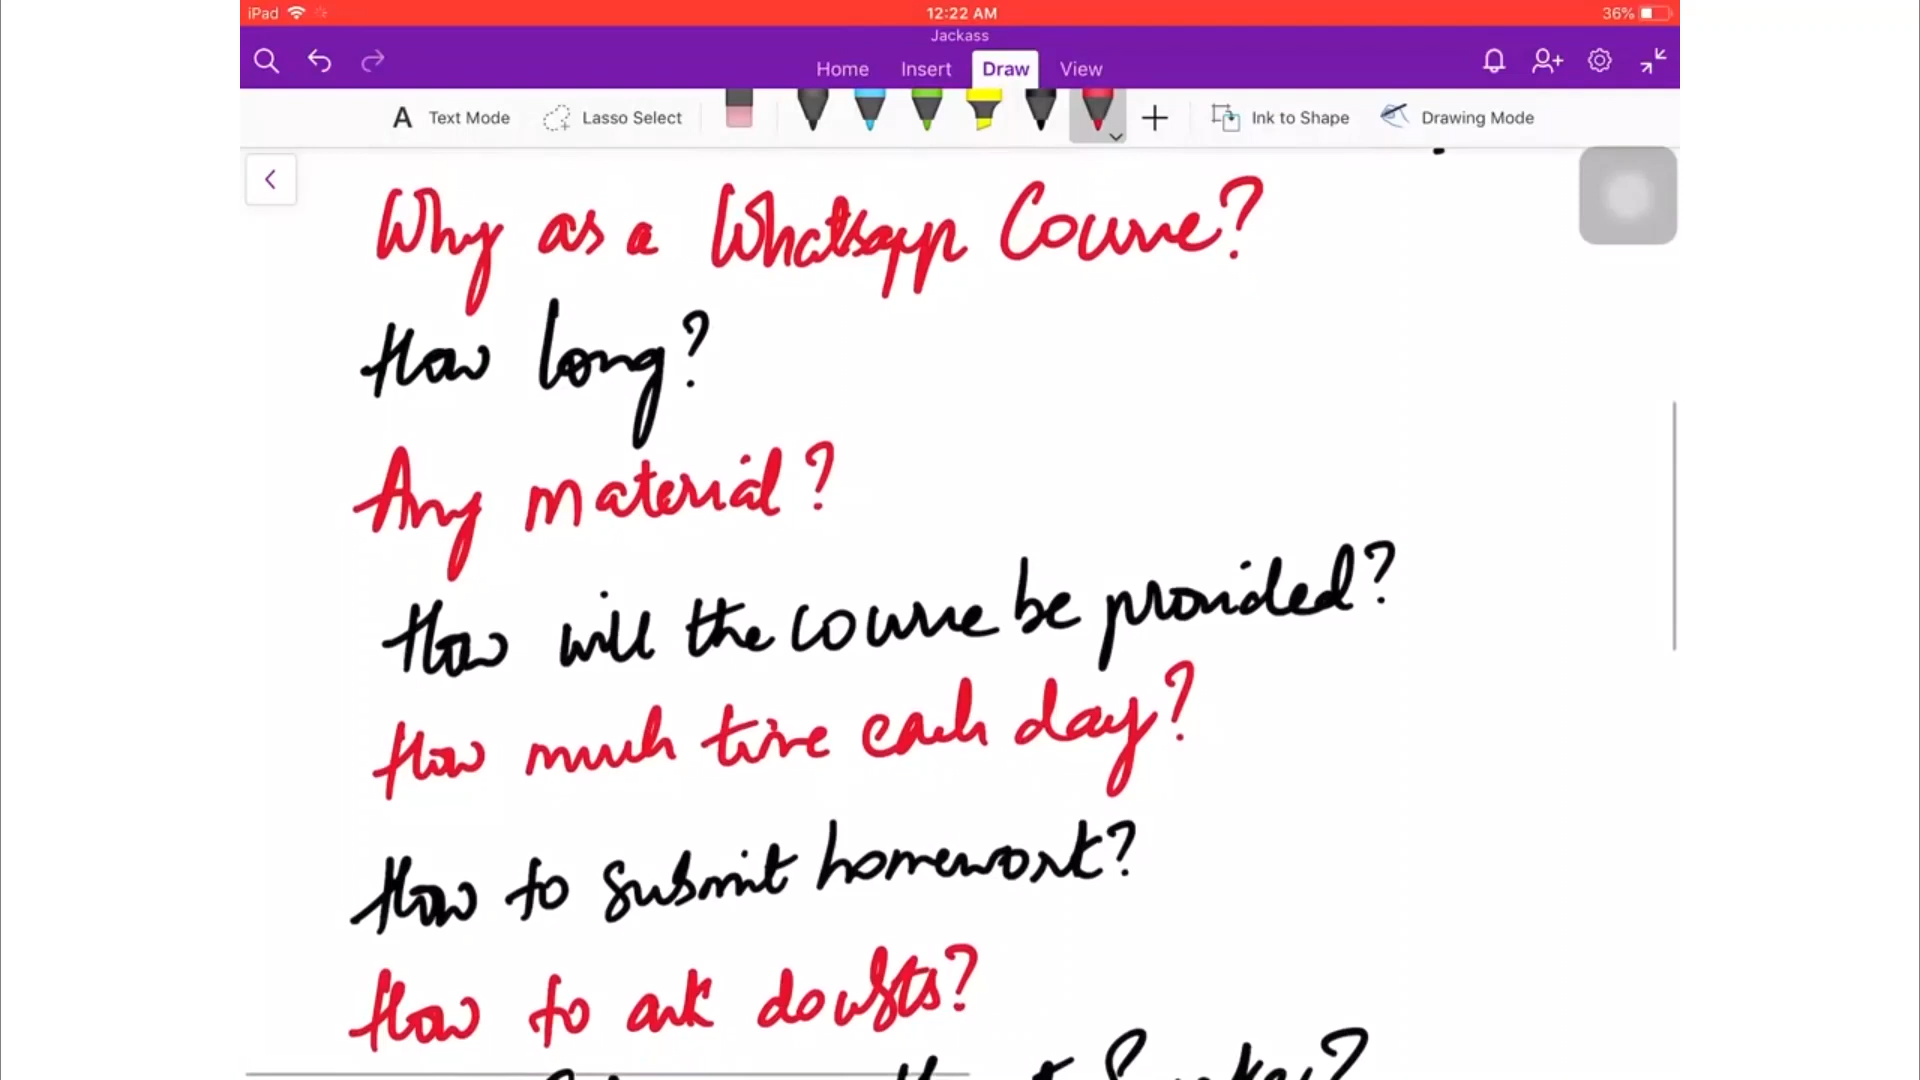 iPad 12:22 AM 36%
Jackass
Home Insert Draw View
A Text Mode Lasso Select Ink to Shape Drawing Mode
Why as a Whatsapp Course?
How long?
Any material?
How will the course be provided?
How much time each day?
How to submit homework?
How to ask doubts?